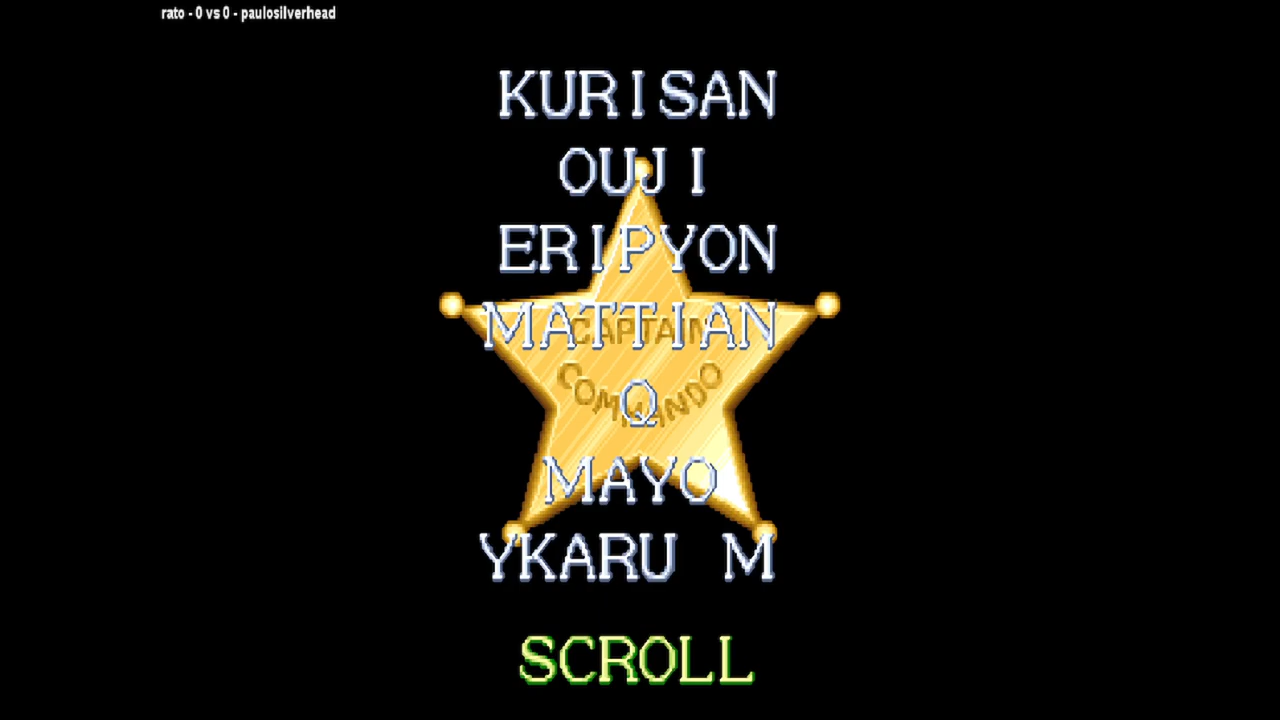 rato - 0 vs 0 - paulosilverhead
KURISAN
OUJI
ERIPYON
MATTIAN
CAPTAIN
Q
COMMANDO
MAYO
YKARU M
SCROLL